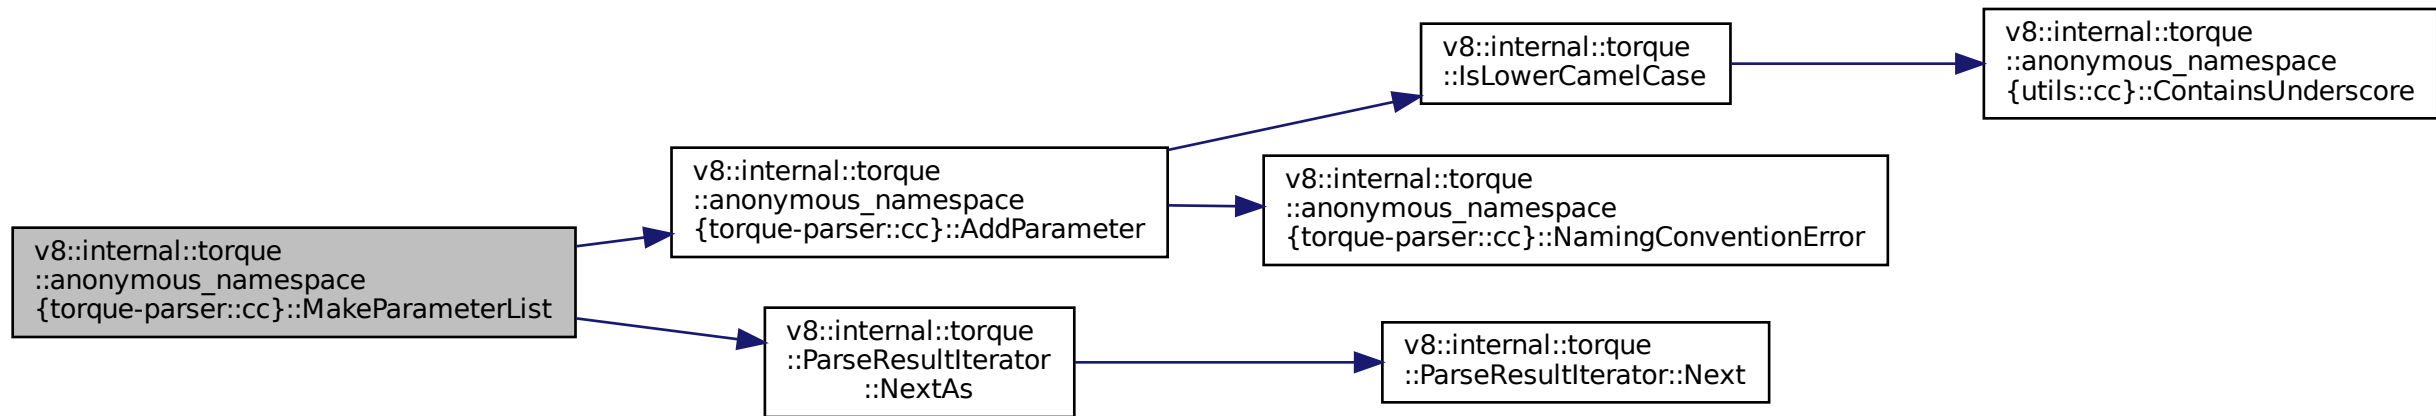 v8::internal::torque
::anonymous_namespace
{torque-parser::cc}::MakeParameterList
v8::internal::torque
::anonymous_namespace
{torque-parser::cc}::AddParameter
v8::internal::torque
::IsLowerCamelCase
v8::internal::torque
::anonymous_namespace
{utils::cc}::ContainsUnderscore
v8::internal::torque
::anonymous_namespace
{torque-parser::cc}::NamingConventionError
v8::internal::torque
::ParseResultIterator
::NextAs
v8::internal::torque
::ParseResultIterator::Next